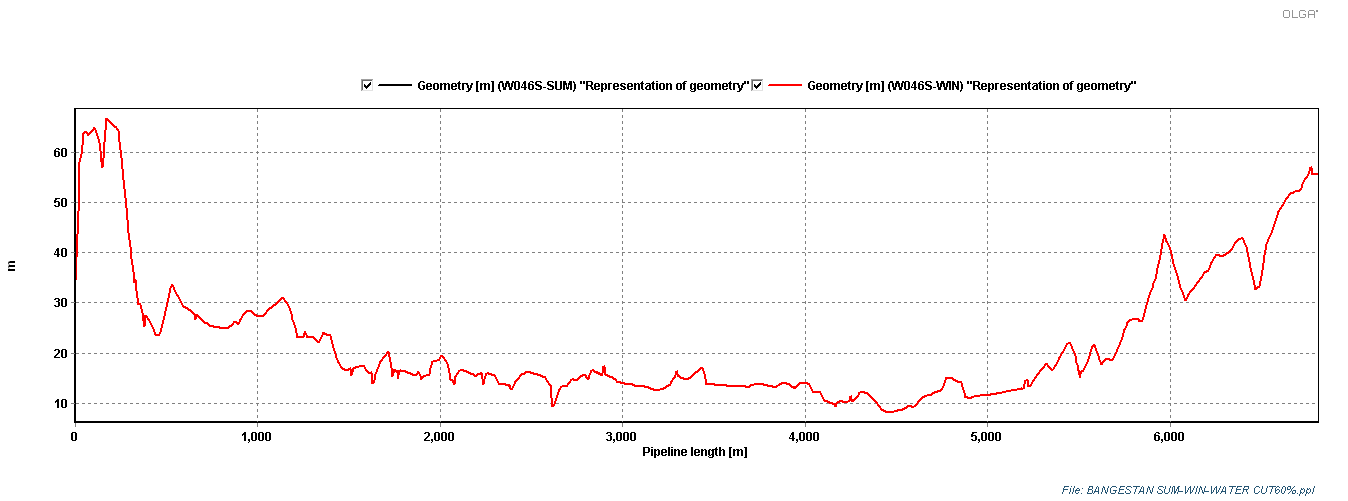 OLGA®
Geometry [m] (W046S-SUM) "Representation of geometry" Geometry [m] (W046S-WIN) "Representation of geometry"
60
50
40
30
20
10
m
0 1,000 2,000 3,000 4,000 5,000 6,000
Pipeline length [m]
File: BANGESTAN SUM-WIN-WATER CUT60%.ppl